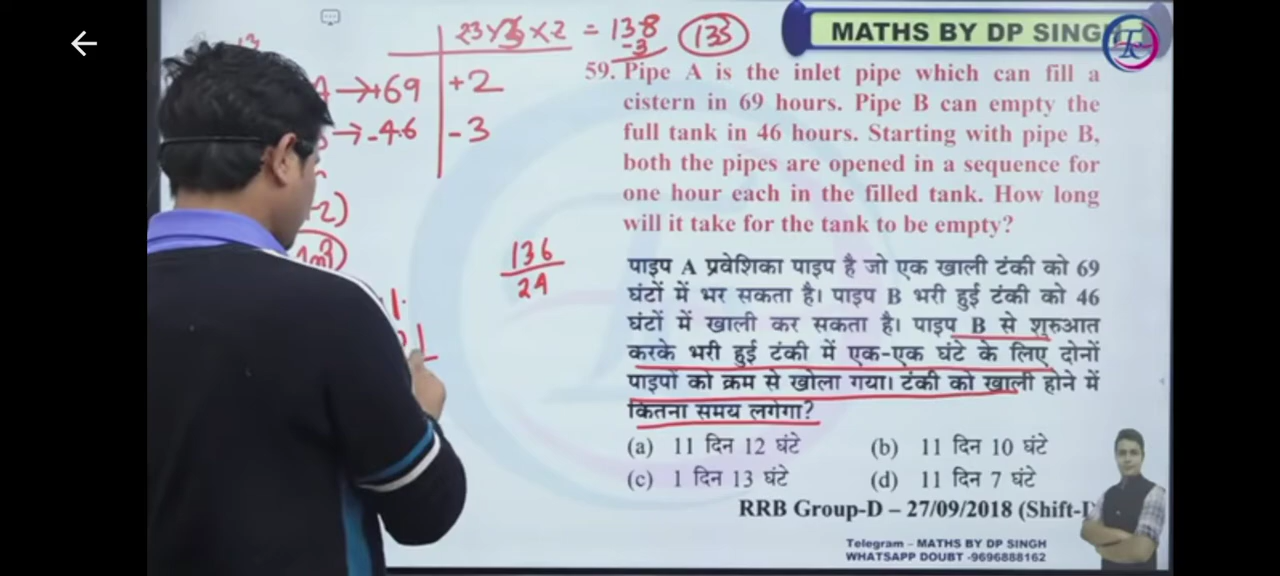 23×3×2 = 138
-3
135
→+69 +2
→-46 -3
136
24
MATHS BY DP SING
59. Pipe A is the inlet pipe which can fill a
cistern in 69 hours. Pipe B can empty the
full tank in 46 hours. Starting with pipe B,
both the pipes are opened in a sequence for
one hour each in the filled tank. How long
will it take for the tank to be empty?
पाइप A प्रवेशिका पाइप है जो एक खाली टंकी को 69
घंटों में भर सकता है। पाइप B भरी हुई टंकी को 46
घंटों में खाली कर सकता है। पाइप B से शुरुआत
करके भरी हुई टंकी में एक-एक घंटे के लिए दोनों
पाइपों को क्रम से खोला गया। टंकी को खाली होने में
कितना समय लगेगा?
(a) 11 दिन 12 घंटे (b) 11 दिन 10 घंटे
(c) 1 दिन 13 घंटे (d) 11 दिन 7 घंटे
RRB Group-D – 27/09/2018 (Shift-I
Telegram – MATHS BY DP SINGH
WHATSAPP DOUBT -9696888162